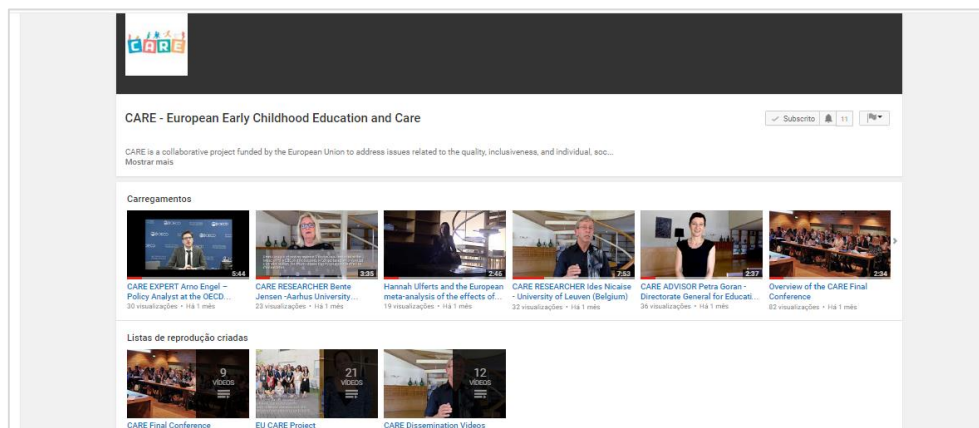 CARE
CARE - European Early Childhood Education and Care
Subscrito 11
CARE is a collaborative project funded by the European Union to address issues related to the quality, inclusiveness, and individual, soc...
Mostrar mais
Carregamentos
5:44 3:35 2:46 7:53 2:37 2:34
CARE EXPERT Arno Engel –
Policy Analyst at the OECD...
30 visualizações • Há 1 mês
CARE RESEARCHER Bente
Jensen -Aarhus University...
23 visualizações • Há 1 mês
Hannah Ulferts and the European
meta-analysis of the effects of...
19 visualizações • Há 1 mês
CARE RESEARCHER Ides Nicaise
- University of Leuven (Belgium)
32 visualizações • Há 1 mês
CARE ADVISOR Petra Goran -
Directorate General for Educati...
36 visualizações • Há 1 mês
Overview of the CARE Final
Conference
82 visualizações • Há 1 mês
Listas de reprodução criadas
9
VÍDEOS
21
VÍDEOS
12
VÍDEOS
CARE Final Conference
EU CARE Project
CARE Dissemination Videos